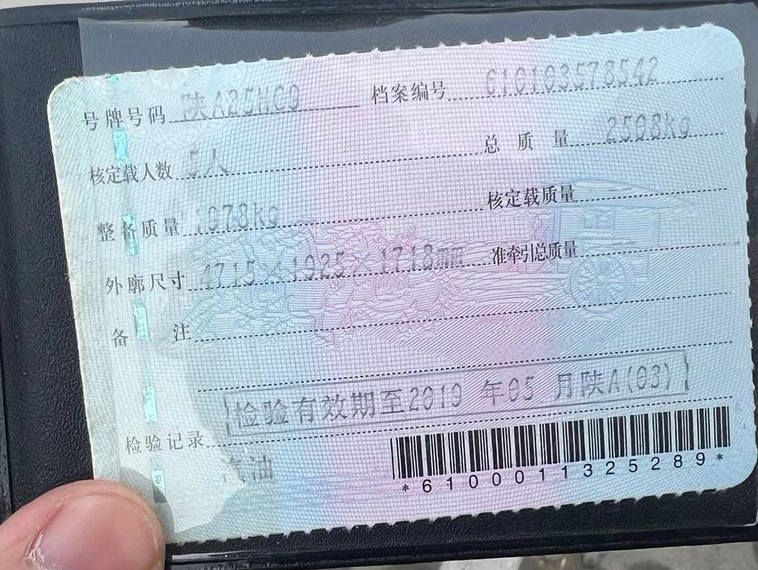 号牌号码 陕A25HC9 档案编号 610103578542
核定载人数 5人 总质量 2508kg
整备质量 1978kg 核定载质量
外廓尺寸 4715×1925×1718mm 准牵引总质量
备注
检验记录 检验有效期至2019年05月陕A(03)
汽油
*6100011325289*